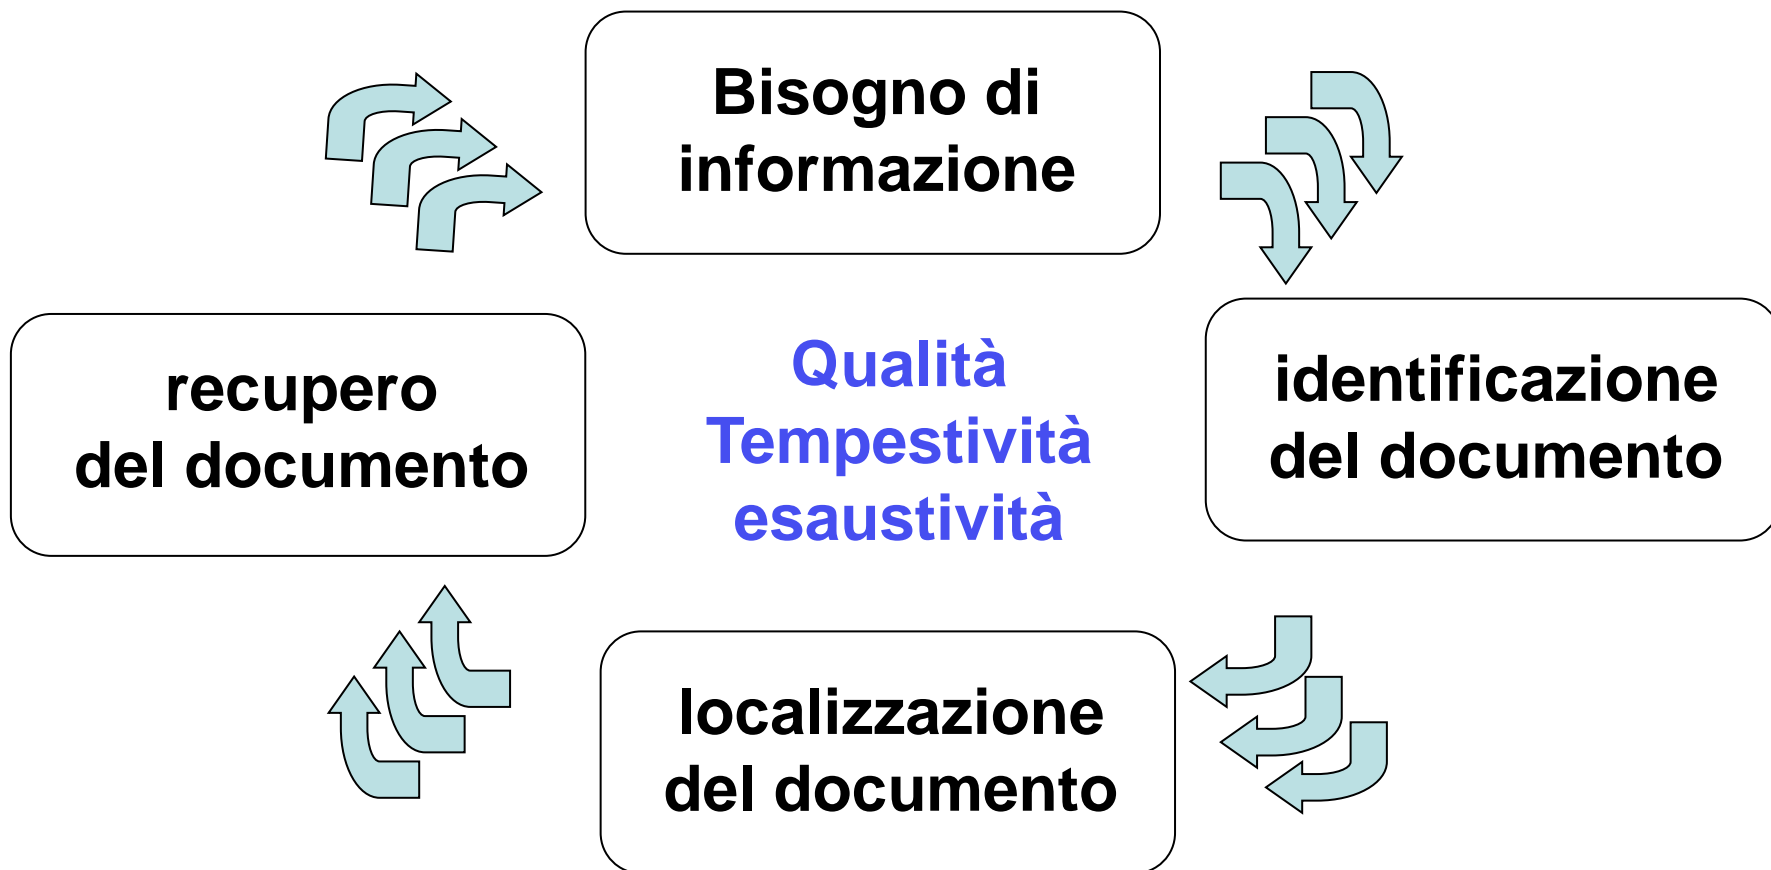 Bisogno di
informazione
recupero
del documento
Qualità
Tempestività
esaustività
identificazione
del documento
localizzazione
del documento